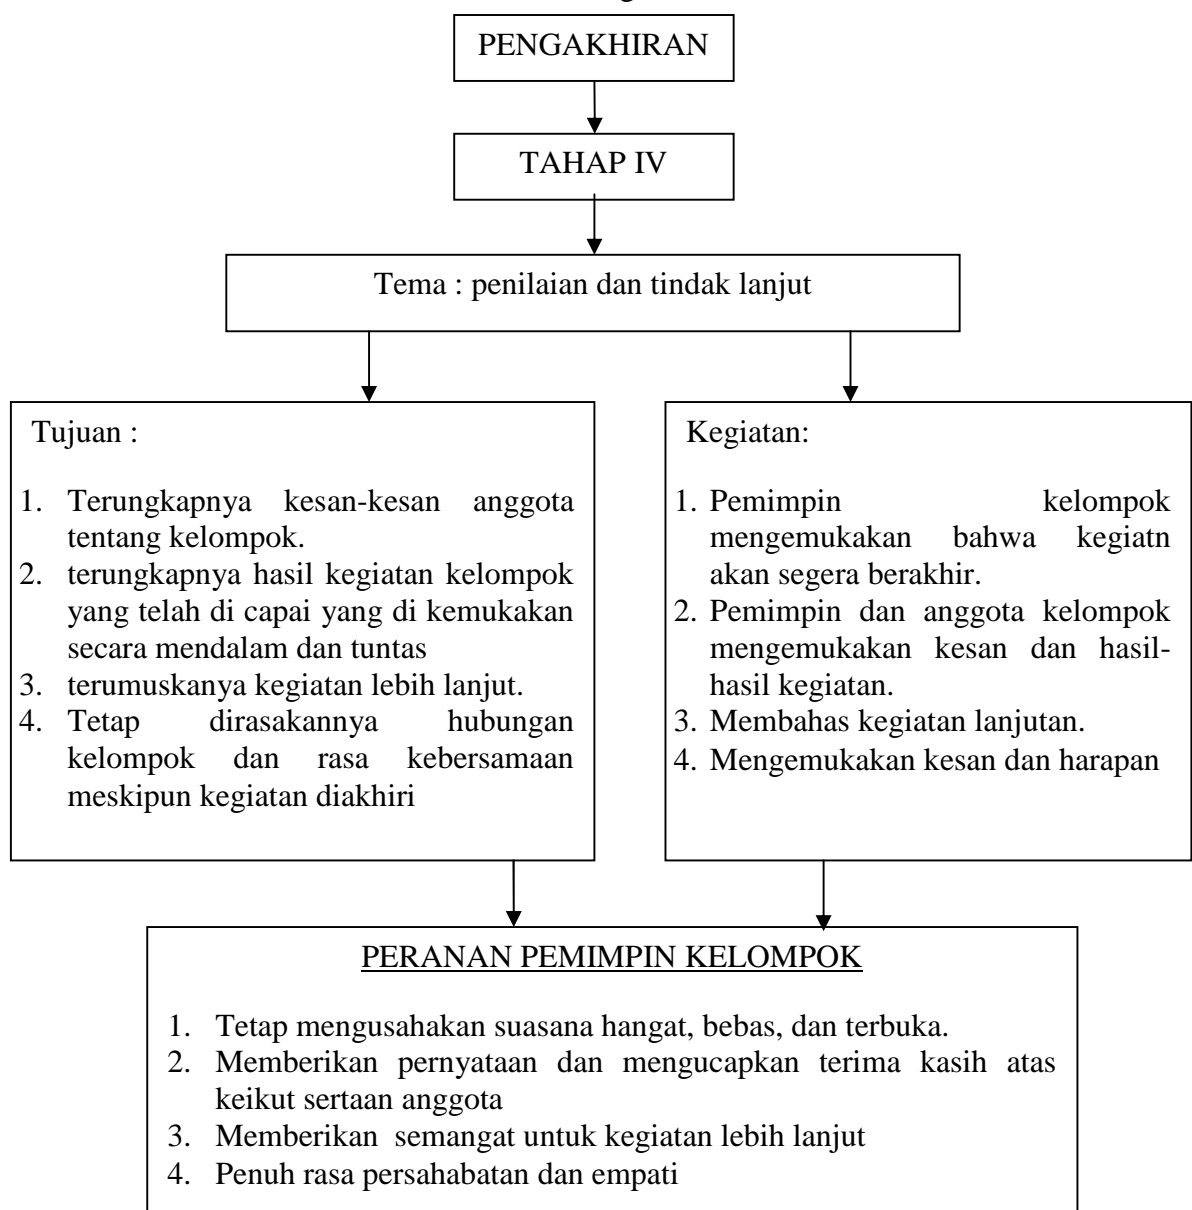 PENGAKHIRAN
TAHAP IV
Tema : penilaian dan tindak lanjut
Tujuan :
1. Terungkapnya kesan-kesan anggota
tentang kelompok.
2. terungkapnya hasil kegiatan kelompok
yang telah di capai yang di kemukakan
secara mendalam dan tuntas
3. terumuskanya kegiatan lebih lanjut.
4. Tetap dirasakannya hubungan
kelompok dan rasa kebersamaan
meskipun kegiatan diakhiri
Kegiatan:
1. Pemimpin kelompok
mengemukakan bahwa kegiatn
akan segera berakhir.
2. Pemimpin dan anggota kelompok
mengemukakan kesan dan hasil-
hasil kegiatan.
3. Membahas kegiatan lanjutan.
4. Mengemukakan kesan dan harapan
PERANAN PEMIMPIN KELOMPOK
1. Tetap mengusahakan suasana hangat, bebas, dan terbuka.
2. Memberikan pernyataan dan mengucapkan terima kasih atas
keikut sertaan anggota
3. Memberikan  semangat untuk kegiatan lebih lanjut
4. Penuh rasa persahabatan dan empati